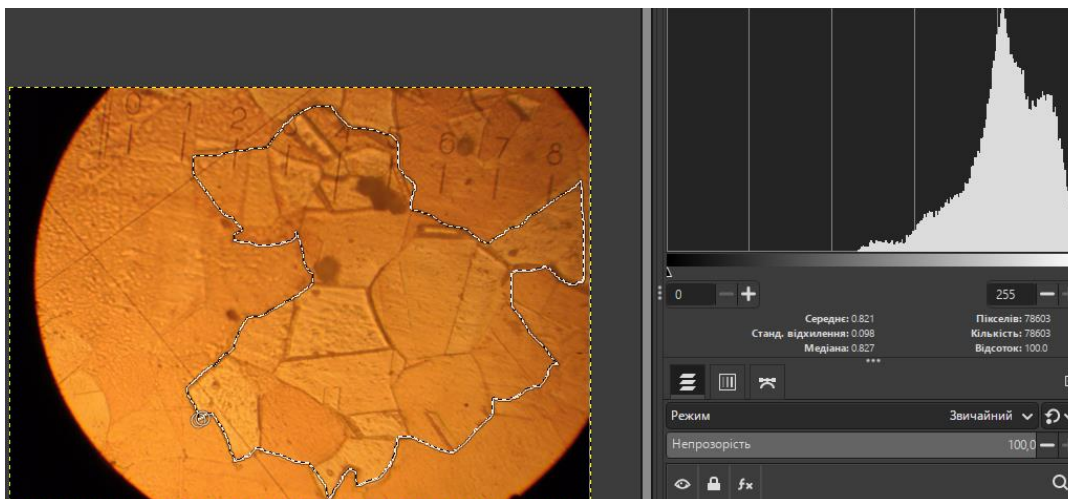 0 1 2 6 7 8
0 255
Середнє: 0.821 Пікселів: 78603
Станд. відхилення: 0.098 Кількість: 78603
Медіана: 0.827 Відсоток: 100.0
Режим Звичайний
Непрозорість 100,0
fx